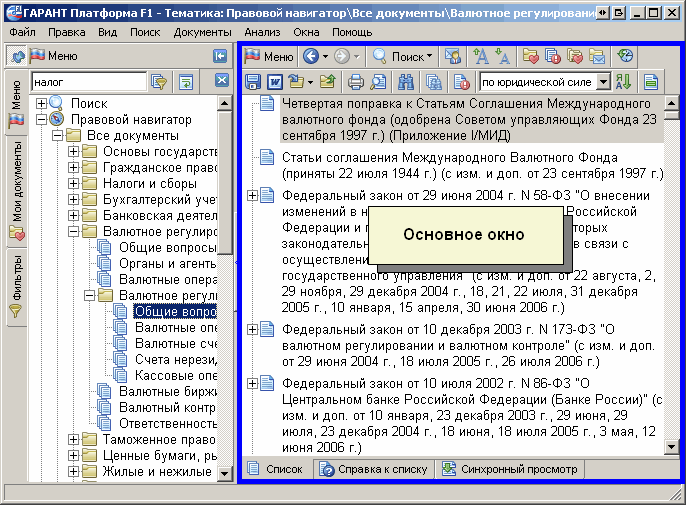 ГАРАНТ Платформа F1 - Тематика: Правовой навигатор\Все документы\Валютное регулировани
Файл Правка Поиск Документы Анализ Окна Помощь
Меню
налог
Меню
Мои документы
Фильтры
Поиск
Правовой навигатор
Все документы
Основы государстве
Гражданское право
Налоги и сборы
Бухгалтерский учет
Банковская деятел
Валютное регулиро
Общие вопросы
Органы и агенты
Валютные опера
Валютное регул
Общие вопро
Валютные опе
Валютные сче
Счета нерезид
Кассовые опе
Валютные биржи
Валютный контр
Ответственность
Таможенное право
Ценные бумаги, ры
Жилые и нежилые
Меню Поиск
по юридической силе
Четвертая поправка к Статьям Соглашения Международного
валютного фонда (одобрена Советом управляющих Фонда 23
сентября 1997 г.) (Приложение I/МИД)
Статьи соглашения Международного Валютного Фонда
(приняты 22 июля 1944 г.) (с изм. и доп. от 23 сентября 1997 г.)
Федеральный закон от 29 июня 2004 г. N 58-ФЗ "О внесении
изменений в н Российской
Федерации и п оторых
законодательн в связи с
осуществлени
государственного управления" (с изм. и доп. от 22 августа, 2,
29 ноября, 29 декабря 2004 г., 18, 21, 22 июля, 31 декабря
2005 г., 10 января, 15 апреля, 30 июня 2006 г.)
Основное окно
Федеральный закон от 10 декабря 2003 г. N 173-ФЗ "О
валютном регулировании и валютном контроле" (с изм. и доп.
от 29 июня 2004 г., 18 июля 2005 г., 26 июля 2006 г.)
Федеральный закон от 10 июля 2002 г. N 86-ФЗ "О
Центральном банке Российской Федерации (Банке России)" (с
изм. и доп. от 10 января, 23 декабря 2003 г., 29 июня, 29
июля, 23 декабря 2004 г., 18 июня, 18 июля 2005 г., 3 мая, 12
июня 2006 г.)
Список Справка к списку Синхронный просмотр